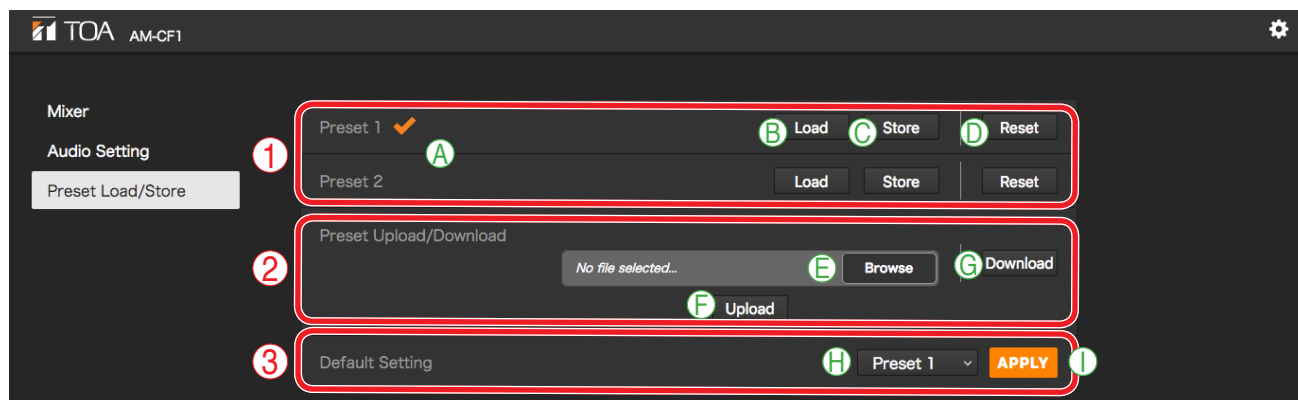 TOA AM-CF1
Mixer
Audio Setting
Preset Load/Store
1
Preset 1 A B Load C Store D Reset
Preset 2 Load Store Reset
2
Preset Upload/Download
No file selected... E Browse G Download
F Upload
3
Default Setting H Preset 1 APPLY I